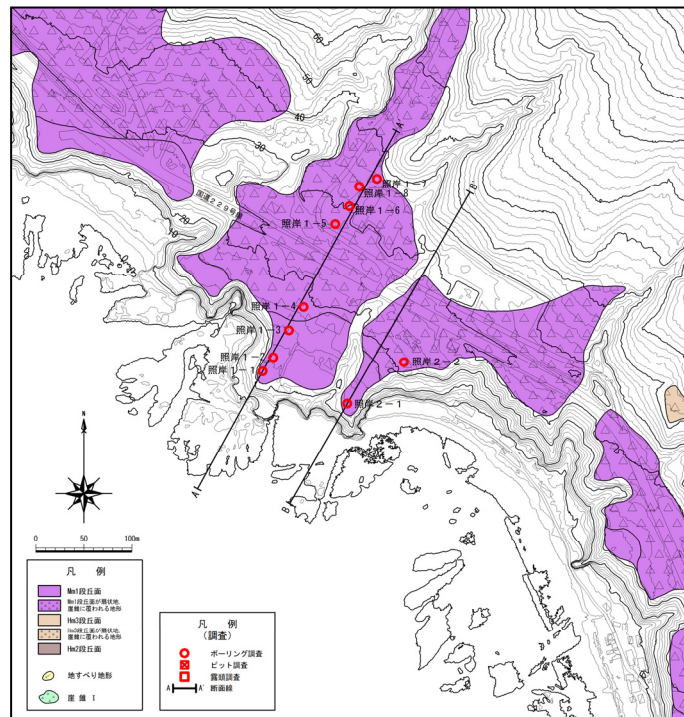 60
50
40
30
20
10
国道229号線
A'
B'
照岸1-7
照岸1-8
照岸1-6
照岸1-5
照岸1-4
照岸1-3
照岸1-2
照岸1-1
照岸2-2
照岸2-1
A
B
N
0 50 100m
凡 例
Mm1段丘面
Mm1段丘面が扇状地、
崖錐に覆われる地形
Hm3段丘面
Hm3段丘面が扇状地、
崖錐に覆われる地形
Hm2段丘面
地すべり地形
崖錐Ⅰ
凡 例
(調査)
ボーリング調査
ピット調査
露頭調査
A A' 断面線